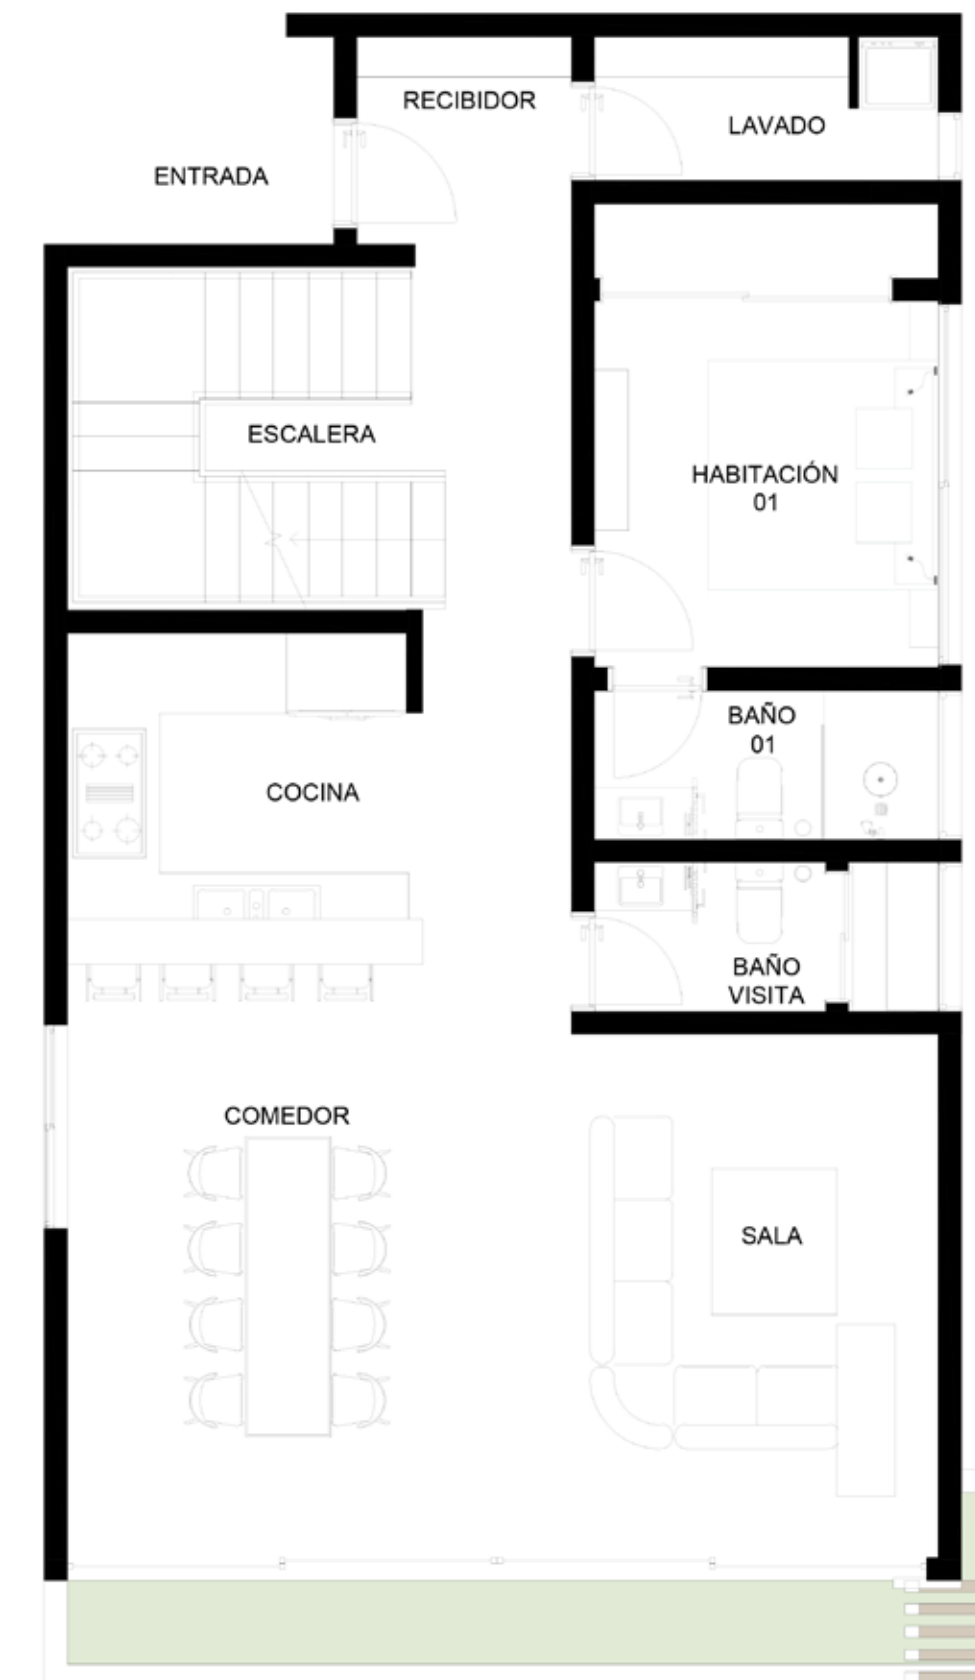 RECIBIDOR
LAVADO
ENTRADA
ESCALERA
HABITACIÓN
01
BAÑO
01
COCINA
BAÑO
VISITA
COMEDOR
SALA